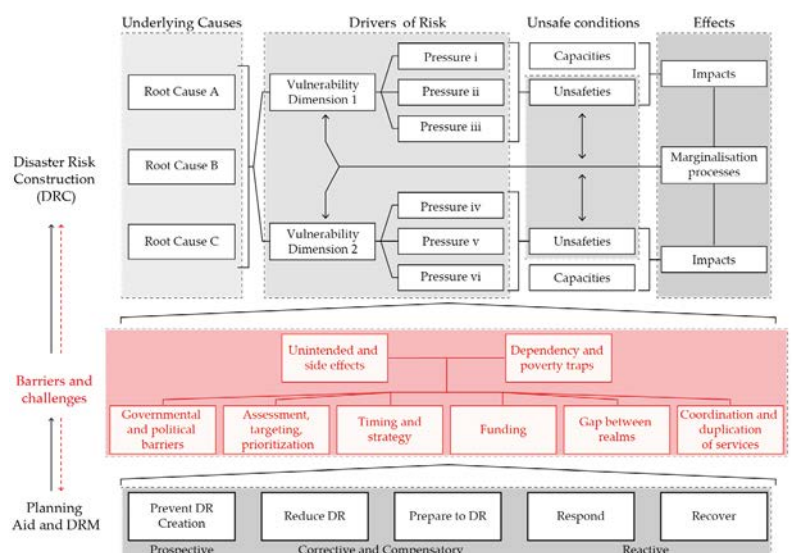 Underlying Causes
Drivers of Risk
Unsafe conditions
Effects
Root Cause A
Root Cause B
Root Cause C
Vulnerability
Dimension 1
Vulnerability
Dimension 2
Pressure i
Pressure ii
Pressure iii
Pressure iv
Pressure v
Pressure vi
Capacities
Unsafeties
Unsafeties
Capacities
Impacts
Marginalisation
processes
Impacts
Disaster Risk
Construction
(DRC)
Barriers and
challenges
Unintended and
side effects
Dependency and
poverty traps
Governmental
and political
barriers
Assessment,
targeting,
prioritization
Timing and
strategy
Funding
Gap between
realms
Coordination and
duplication
of services
Planning
Aid and DRM
Prevent DR
Creation
Reduce DR
Prepare to DR
Respond
Recover
Prospective
Corrective and Compensatory
Reactive